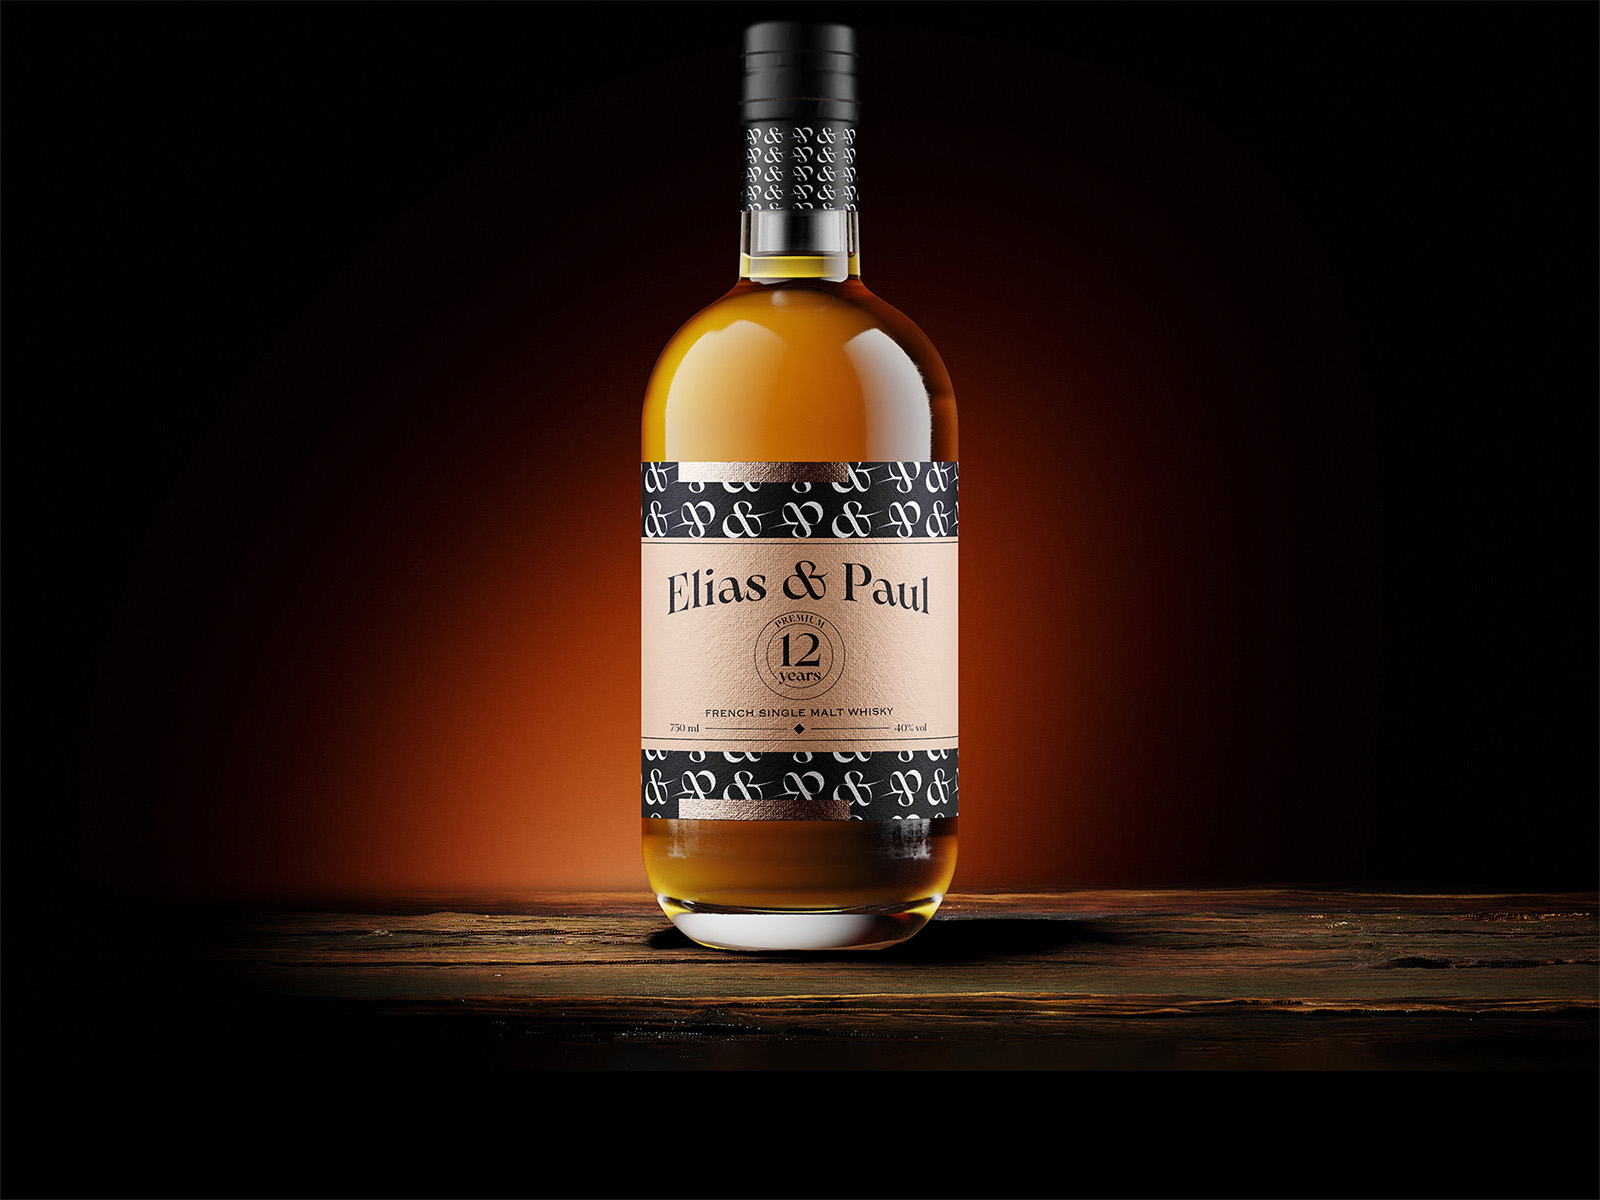 Elias & Paul
PREMIUM
12
years
FRENCH SINGLE MALT WHISKY
750 ml
40% vol